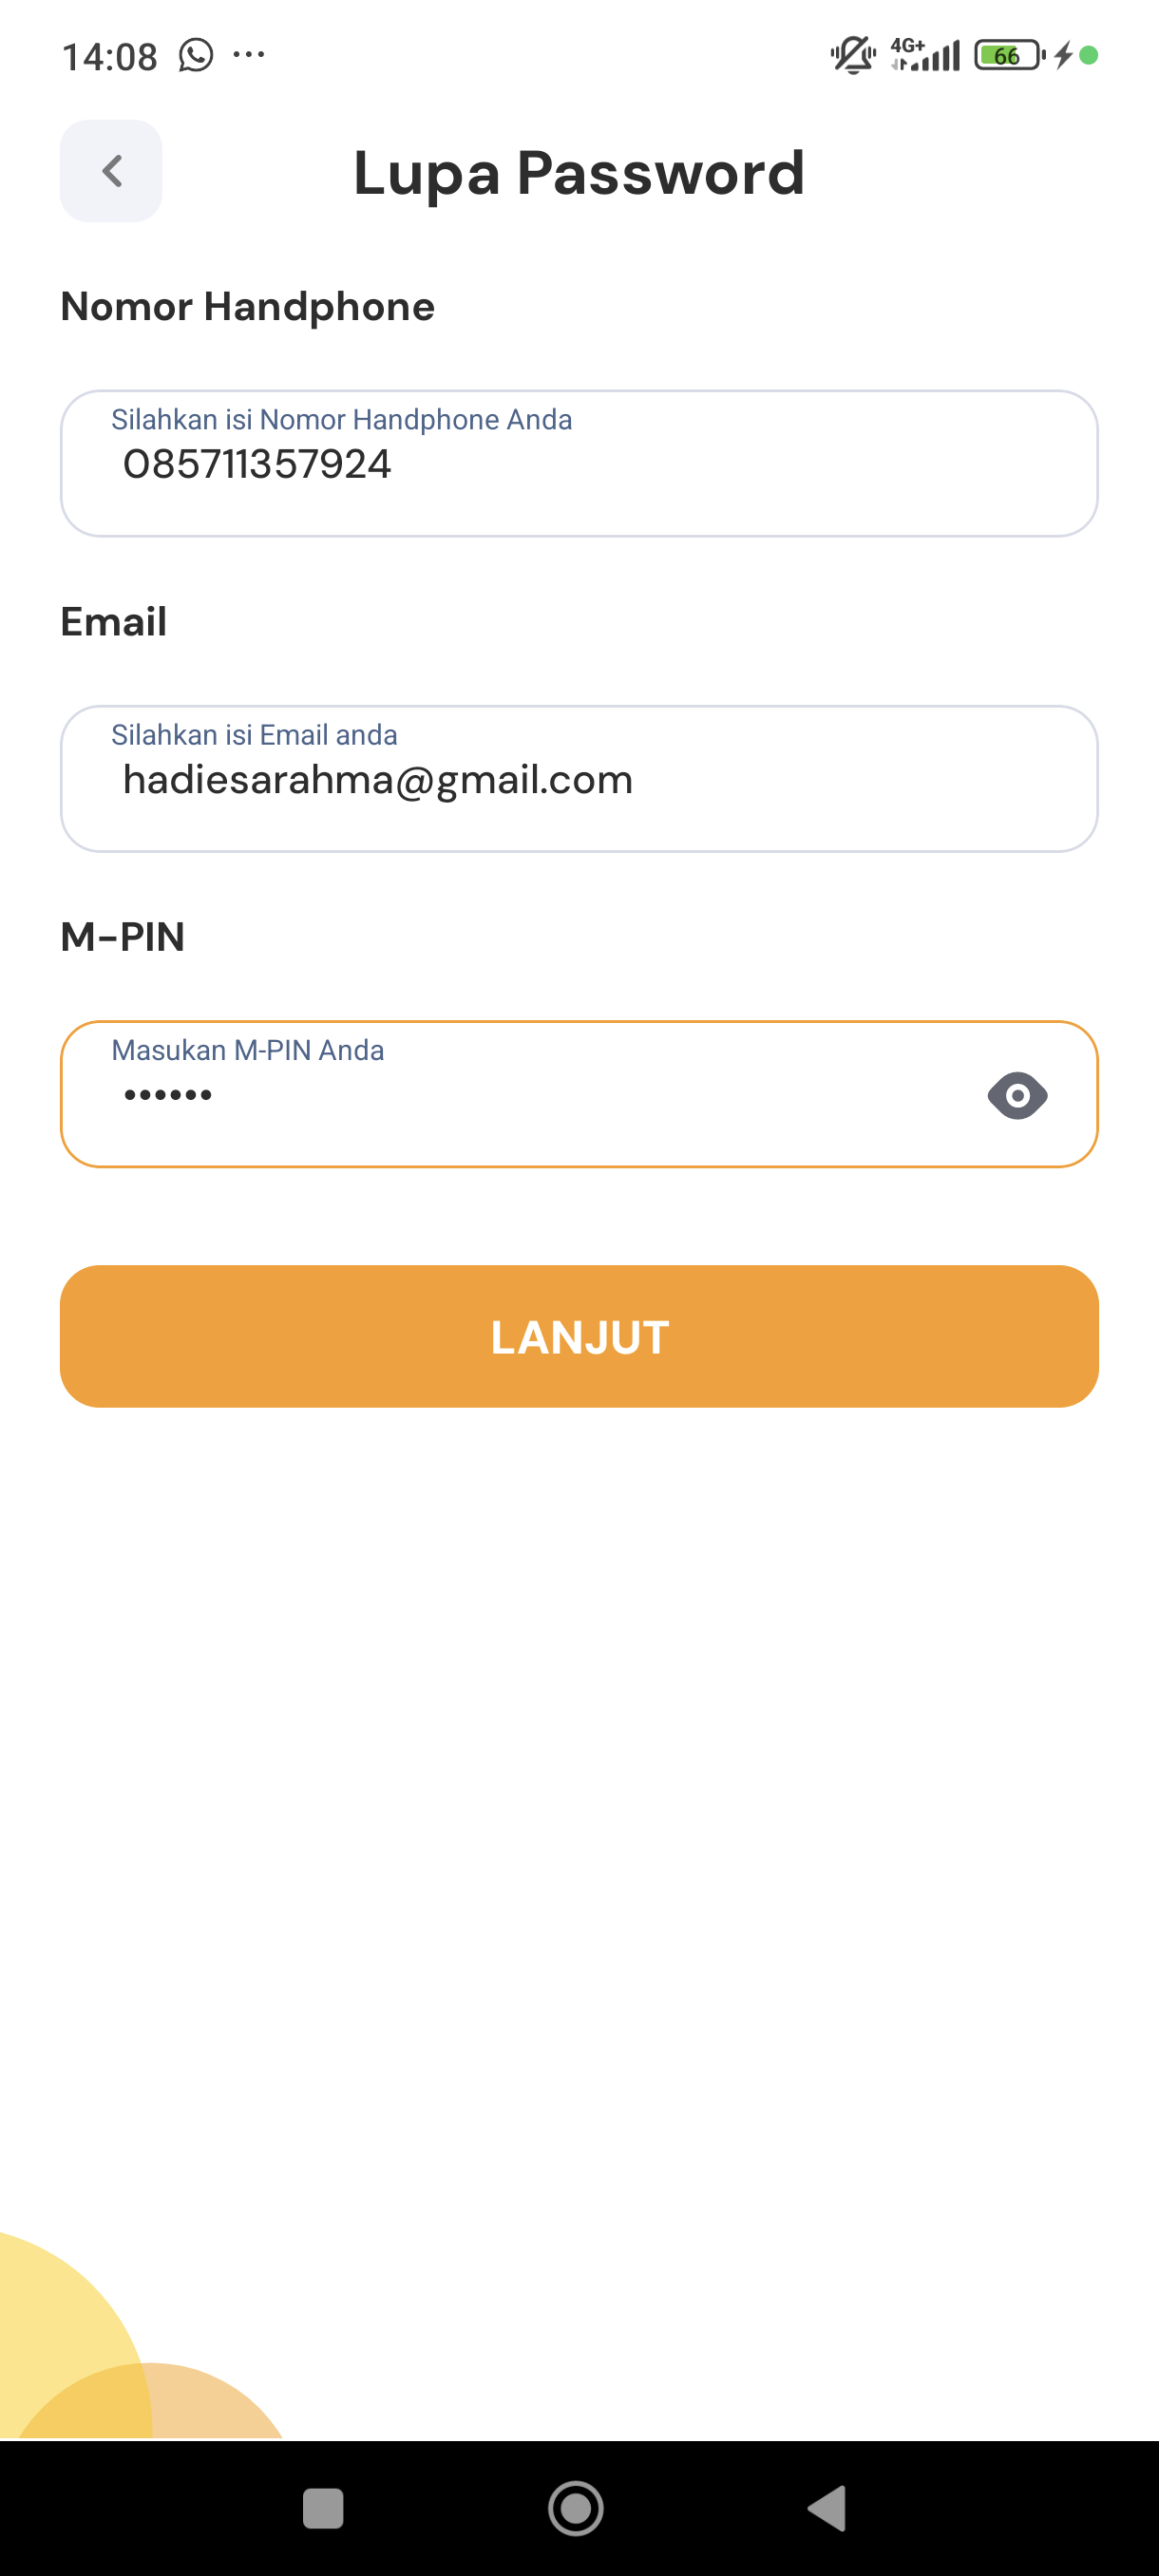 14:08
4G+
66
Lupa Password
Nomor Handphone
Silahkan isi Nomor Handphone Anda
085711357924
Email
Silahkan isi Email anda
hadiesarahma@gmail.com
M-PIN
Masukan M-PIN Anda
••••••
LANJUT